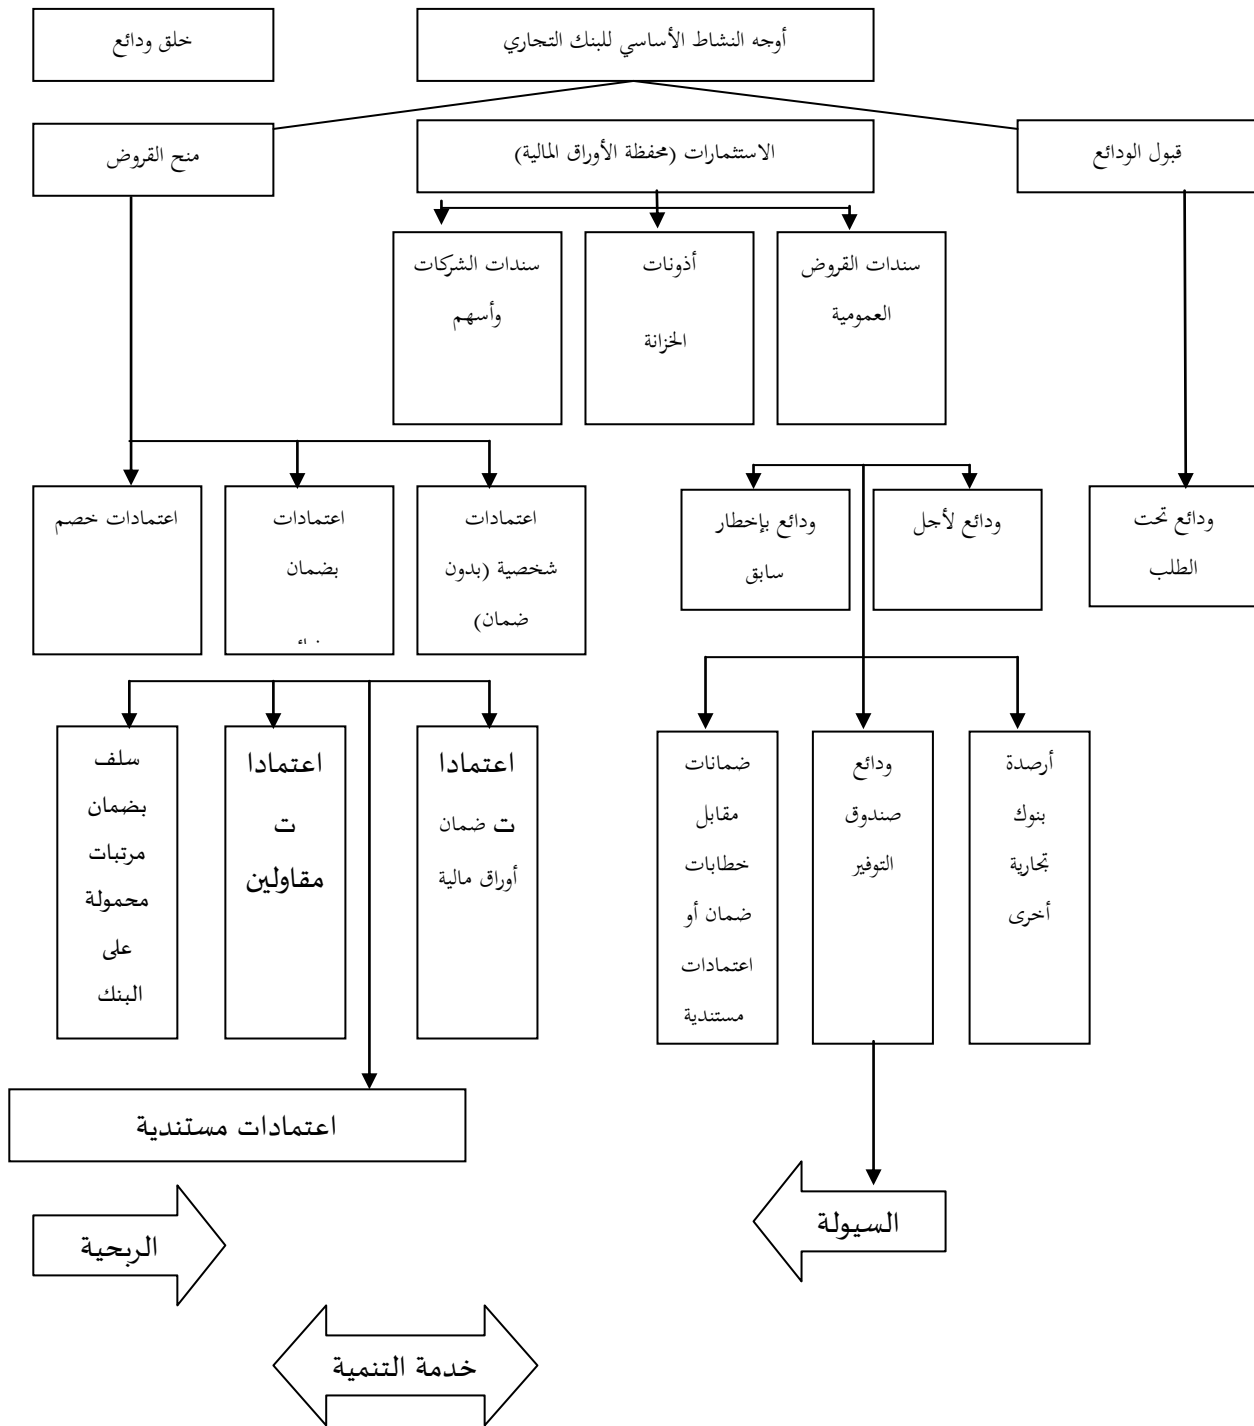 أوجه النشاط الأساسي للبنك التجاري
خلق ودائع
قبول الودائع
الاستثمارات (محفظة الأوراق المالية)
منح القروض
سندات القروض
العمومية
أذونات
الخزانة
سندات الشركات
وأسهم
ودائع تحت
الطلب
ودائع لأجل
ودائع بإخطار
سابق
اعتمادات
شخصية (بدون
ضمان)
اعتمادات
بضمان
اعتمادات خصم
أرصدة
بنوك
تجارية
أخرى
ودائع
صندوق
التوفير
ضمانات
مقابل
خطابات
ضمان أو
اعتمادات
مستندية
اعتمادا
ت ضمان
أوراق مالية
اعتمادا
ت
مقاولين
سلف
بضمان
مرتبات
محمولة
على
البنك
اعتمادات مستندية
السيولة
الربحية
خدمة التنمية